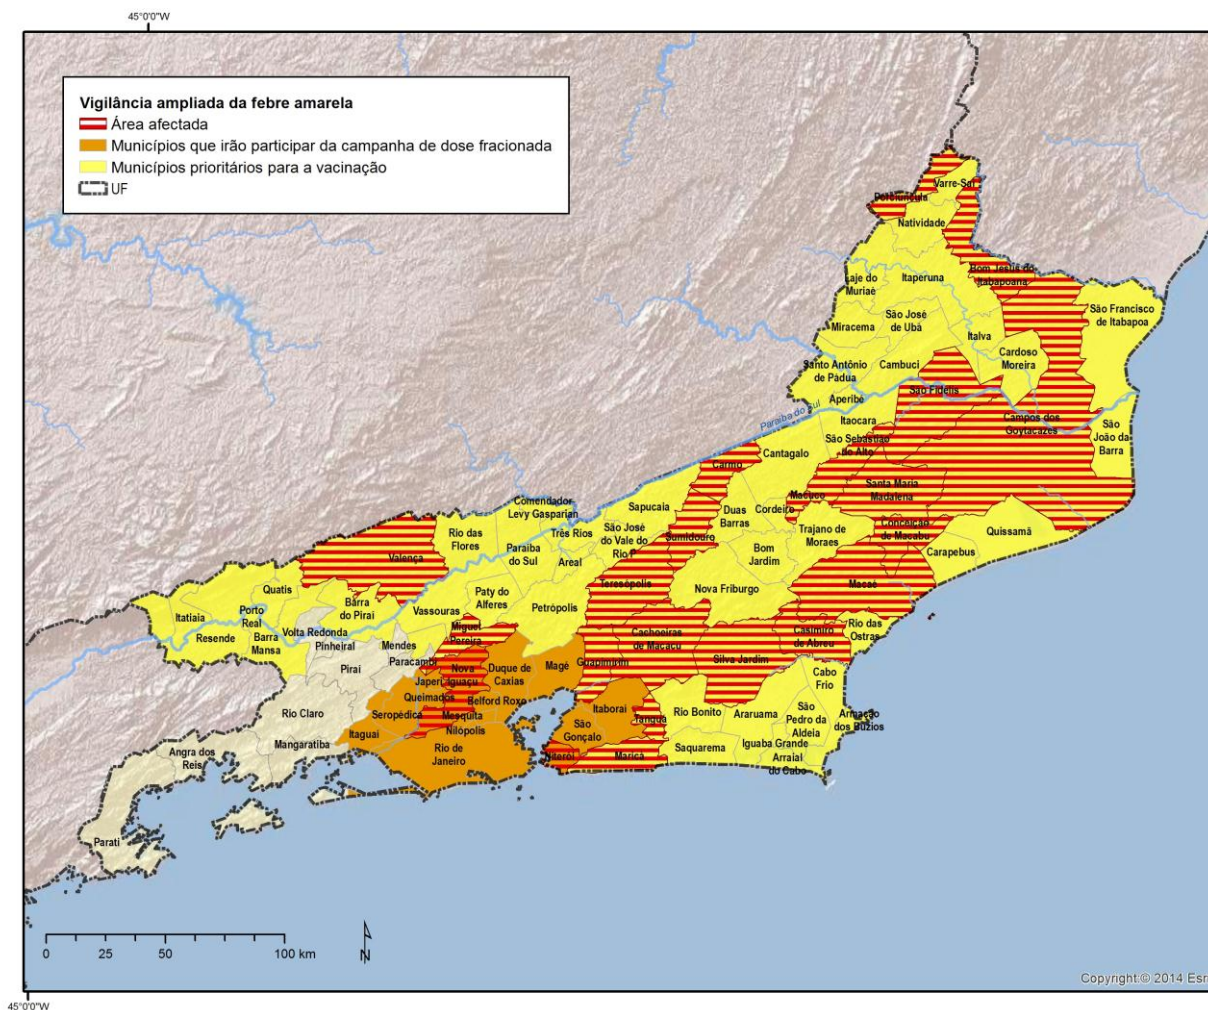 45°0'0"W
Vigilância ampliada da febre amarela
Área afectada
Municípios que irão participar da campanha de dose fracionada
Municípios prioritários para a vacinação
UF
Varre-Sai
Porciúncula
Natividade
Bom Jesus do
Itabapoana
Itaperuna
Laje do
Muriaé
São Francisco
de Itabapoa
São José
de Ubá
Miracema
Italva
Cardoso
Moreira
Santo Antônio
de Pádua
Cambuci
Aperibé
São Fidélis
Paraíba do Sul
Itaocara
Campos dos
Goytacazes
São
João da
Barra
São Sebastião
do Alto
Cantagalo
Carmo
Santa Maria
Madalena
Macuco
Comendador
Levy Gasparian
Sapucaia
Duas
Barras
Cordeiro
Trajano de
Moraes
Conceição
de Macabu
Quissamã
Rio das
Flores
Três Rios
São José
do Vale do
Rio P
Sumidouro
Carapebus
Valença
Paraíba
do Sul
Areal
Bom
Jardim
Teresópolis
Macaé
Nova Friburgo
Quatis
Paty do
Alferes
Itatiaia
Porto
Real
Barra
do Piraí
Vassouras
Petrópolis
Resende
Barra
Mansa
Volta Redonda
Pinheiral
Mendes
Miguel
Pereira
Cachoeiras
de Macacu
Casimiro
de Abreu
Rio das
Ostras
Piraí
Paracambi
Nova
Iguaçu
Duque de
Caxias
Magé
Guapimirim
Silva Jardim
Japeri
Queimados
Belford Roxo
Cabo
Frio
Rio Claro
Seropédica
Mesquita
Nilópolis
Itaboraí
Tanguá
Rio Bonito
Araruama
São
Pedro da
Aldeia
Armação
dos Búzios
São
Gonçalo
Itaguaí
Mangaratiba
Rio de
Janeiro
Niterói
Maricá
Saquarema
Iguaba Grande
Arraial
do Cabo
Angra dos
Reis
Parati
0 25 50 100 km
N
Copyright:© 2014 Esr
45°0'0"W